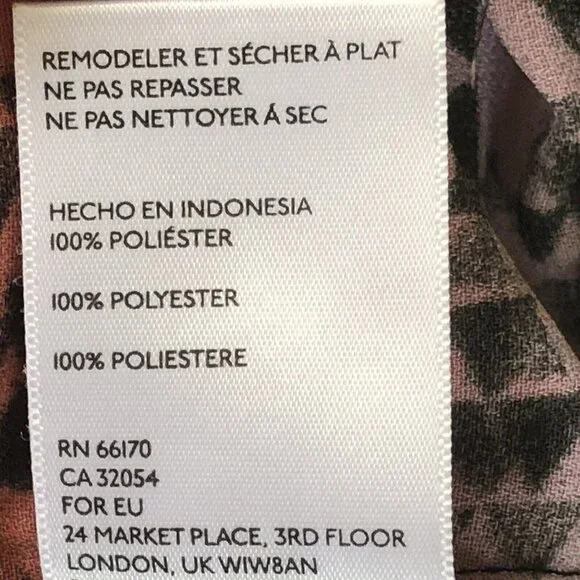 REMODELER ET SÉCHER À PLAT
NE PAS REPASSER
NE PAS NETTOYER Á SEC
HECHO EN INDONESIA
100% POLIÉSTER
100% POLYESTER
100% POLIESTERE
RN 66170
CA 32054
FOR EU
24 MARKET PLACE, 3RD FLOOR
LONDON, UK W1W8AN